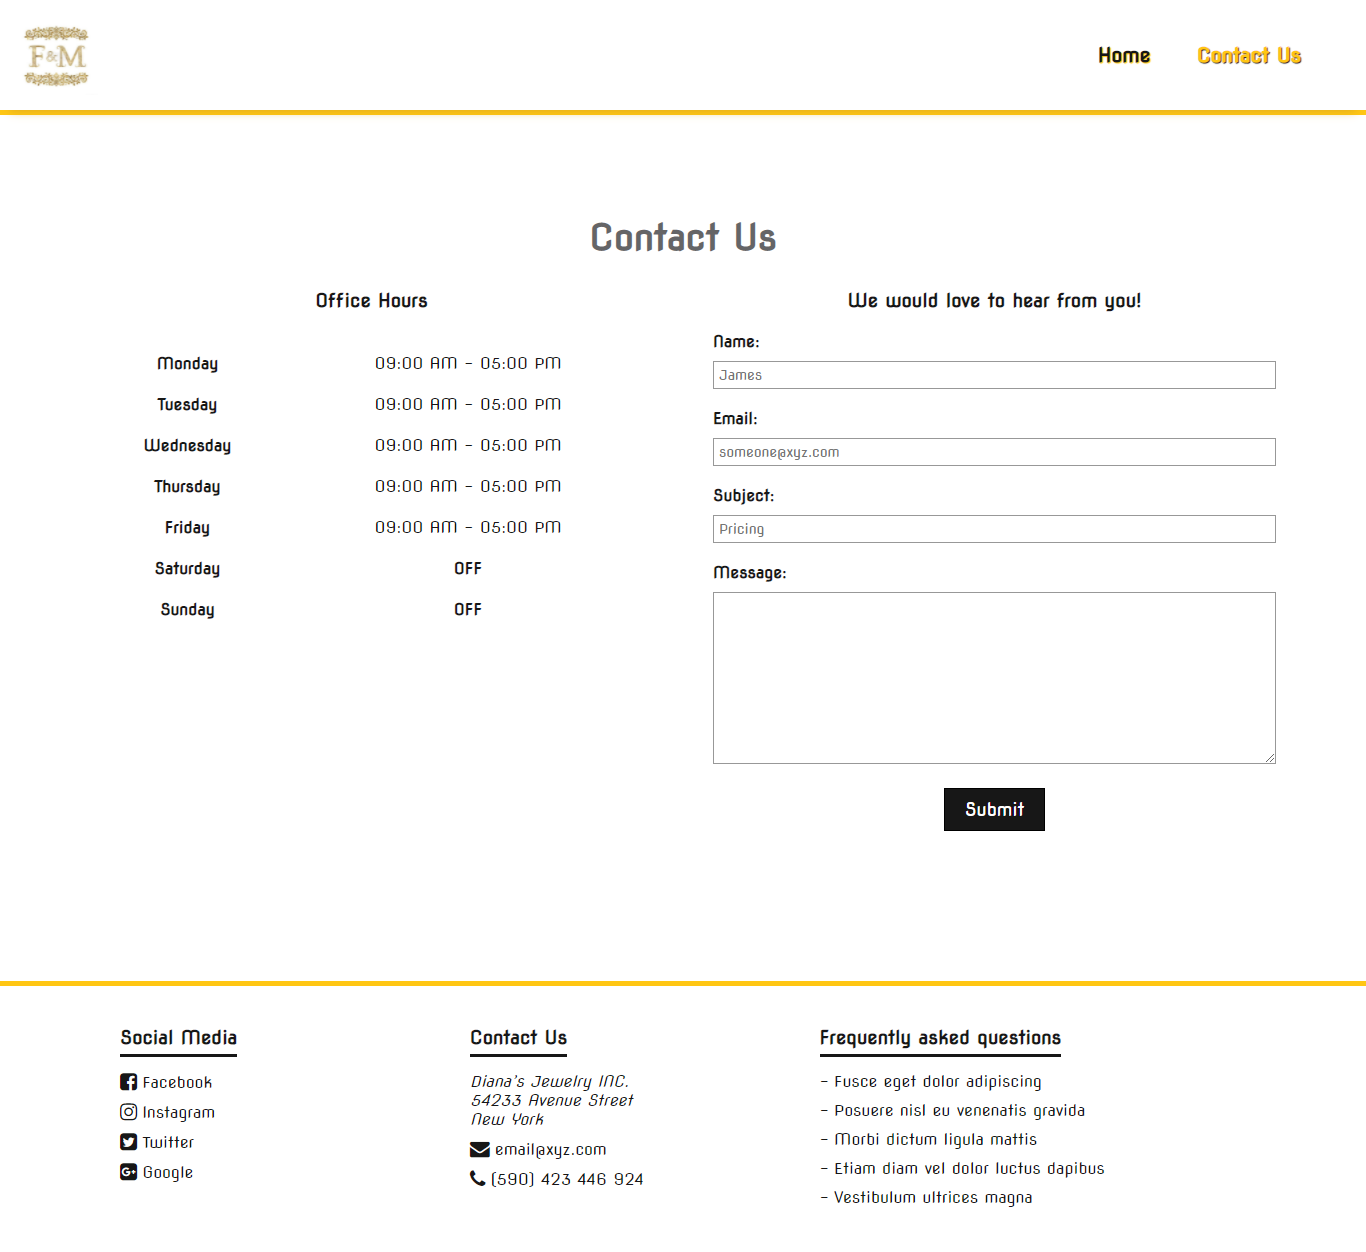 F&M
Home
Contact Us
Contact Us
Office Hours
Monday 09:00 AM - 05:00 PM
Tuesday 09:00 AM - 05:00 PM
Wednesday 09:00 AM - 05:00 PM
Thursday 09:00 AM - 05:00 PM
Friday 09:00 AM - 05:00 PM
Saturday OFF
Sunday OFF
We would love to hear from you!
Name:
James
Email:
someone@xyz.com
Subject:
Pricing
Message:
Submit
Social Media
Facebook
Instagram
Twitter
Google
Contact Us
Diana's Jewelry INC.
54233 Avenue Street
New York
email@xyz.com
(590) 423 446 924
Frequently asked questions
- Fusce eget dolor adipiscing
- Posuere nisl eu venenatis gravida
- Morbi dictum ligula mattis
- Etiam diam vel dolor luctus dapibus
- Vestibulum ultrices magna